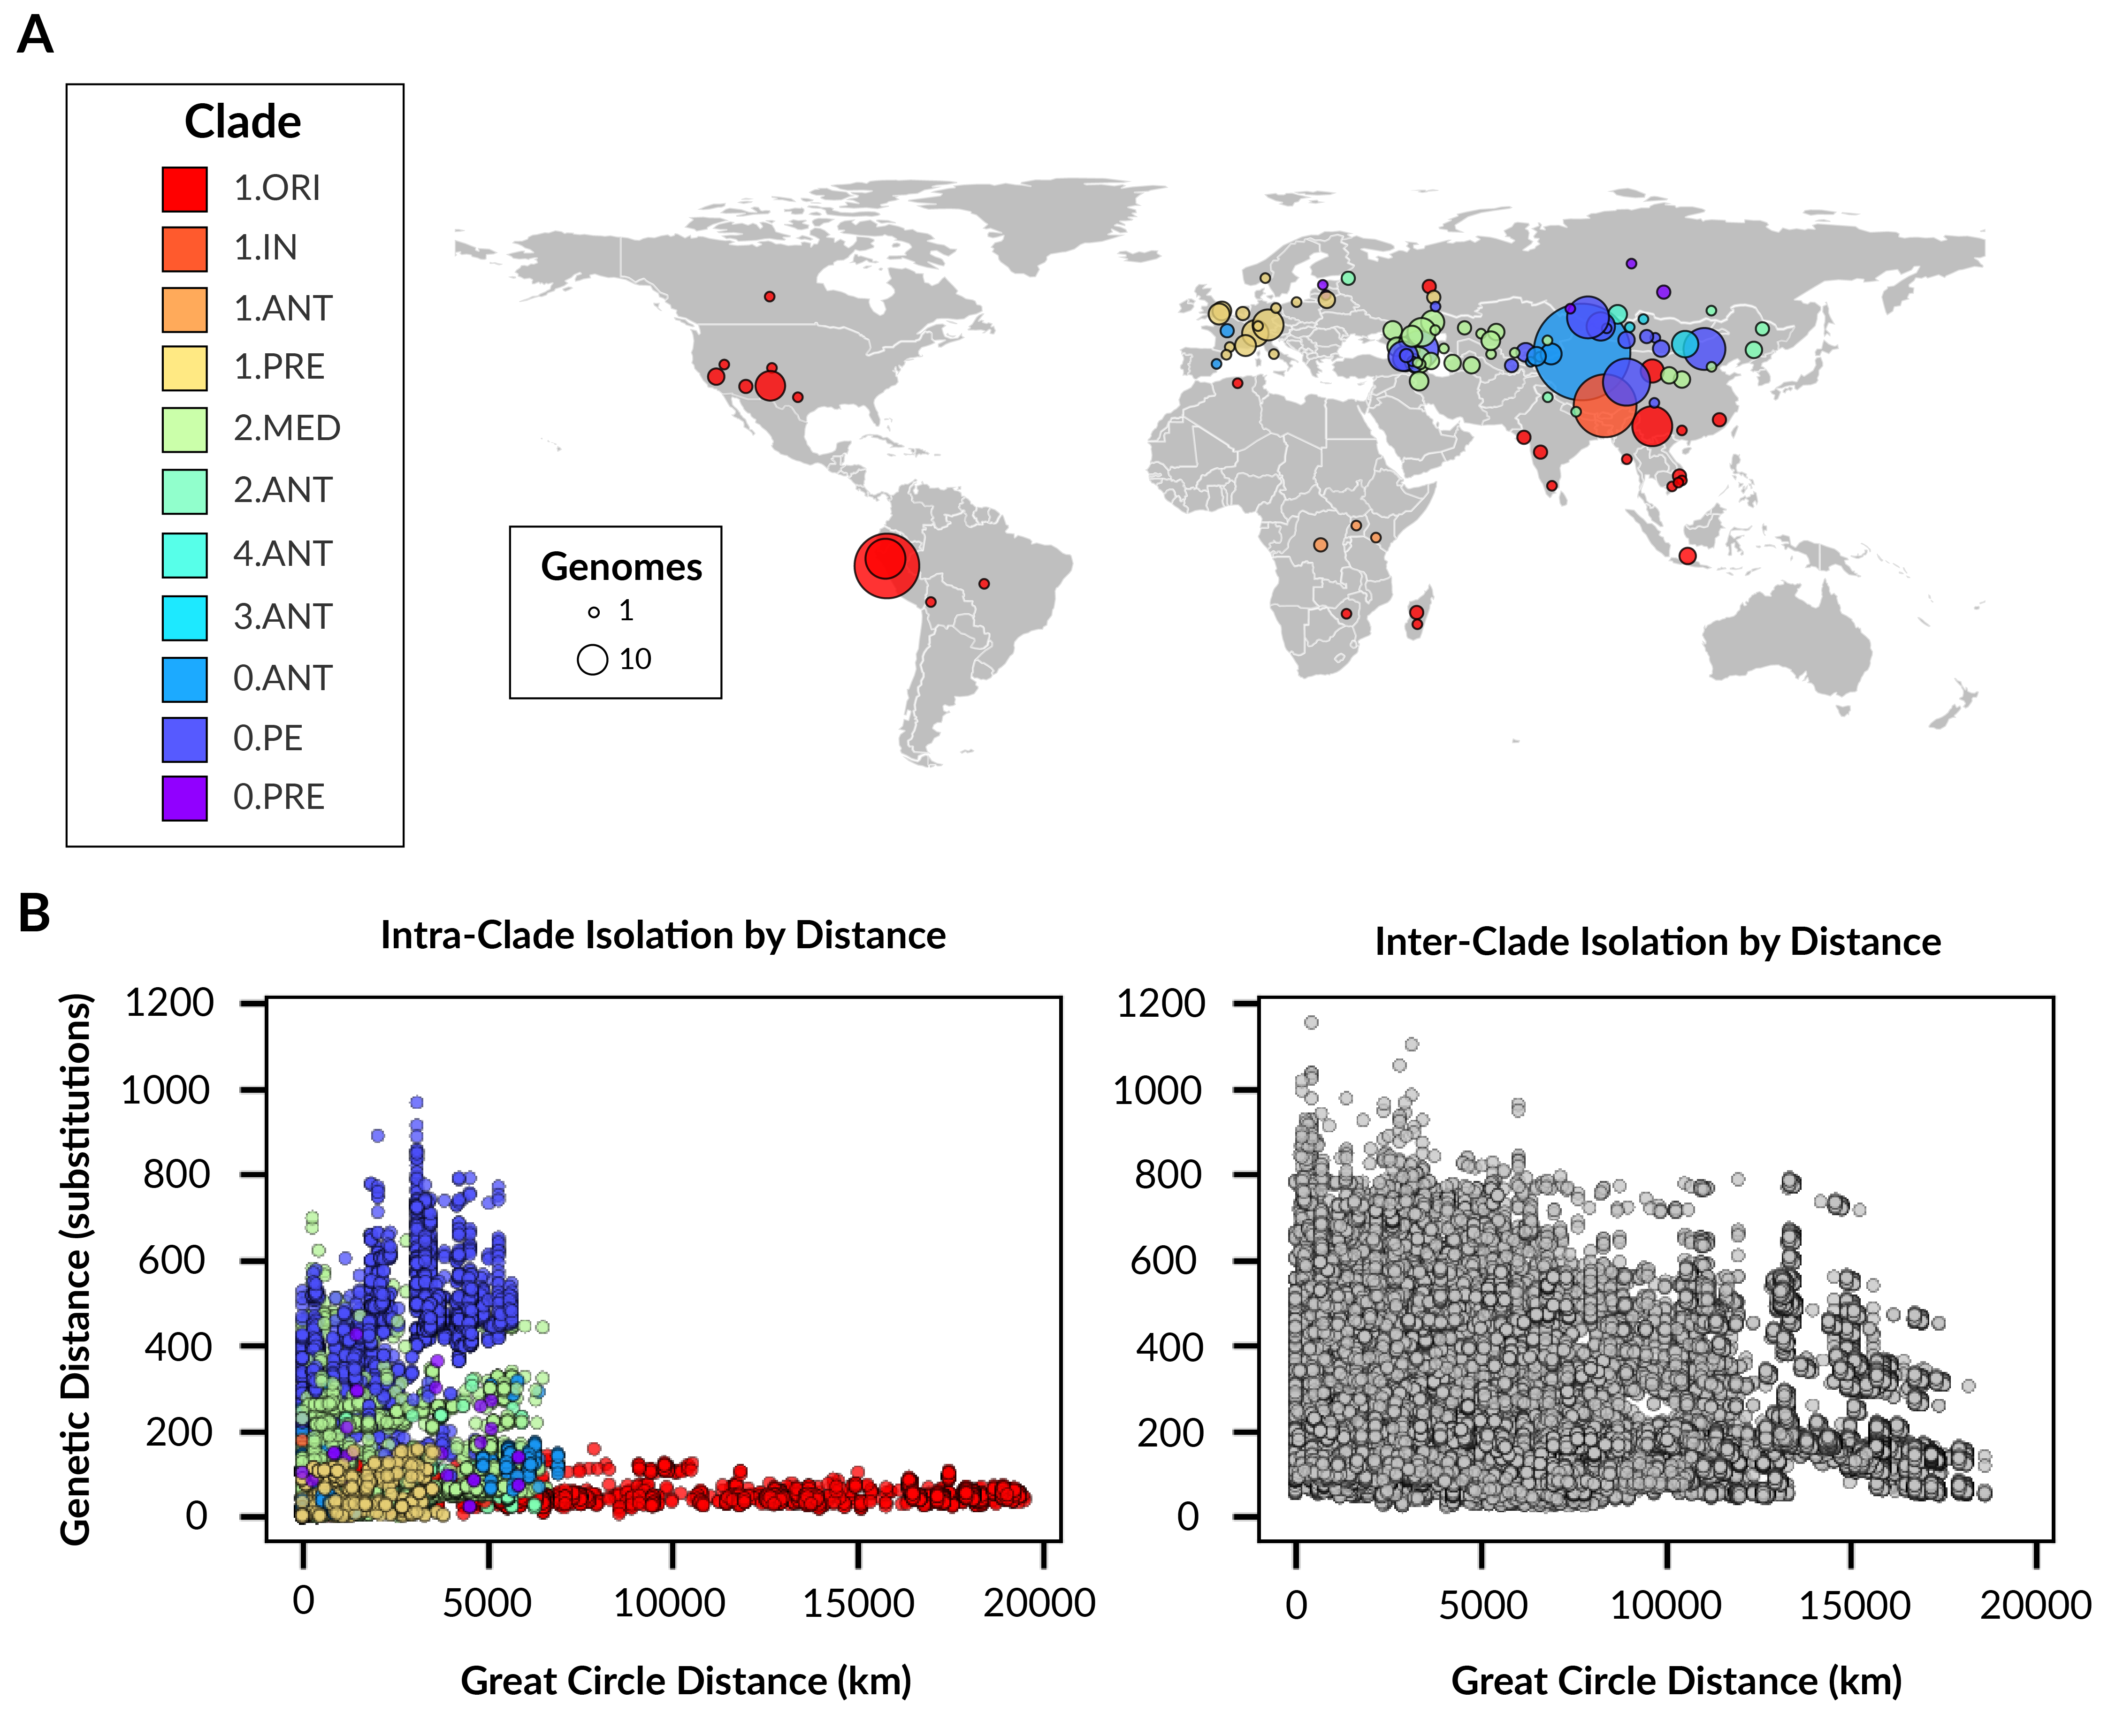 A
Clade
1.ORI
1.IN
1.ANT
1.PRE
2.MED
2.ANT
4.ANT
3.ANT
0.ANT
0.PE
0.PRE
Genomes
1
10
B
Intra-Clade Isolation by Distance
Genetic Distance (substitutions)
1200
1000
800
600
400
200
0
0 5000 10000 15000 20000
Great Circle Distance (km)
Inter-Clade Isolation by Distance
1200
1000
800
600
400
200
0
0 5000 10000 15000 20000
Great Circle Distance (km)